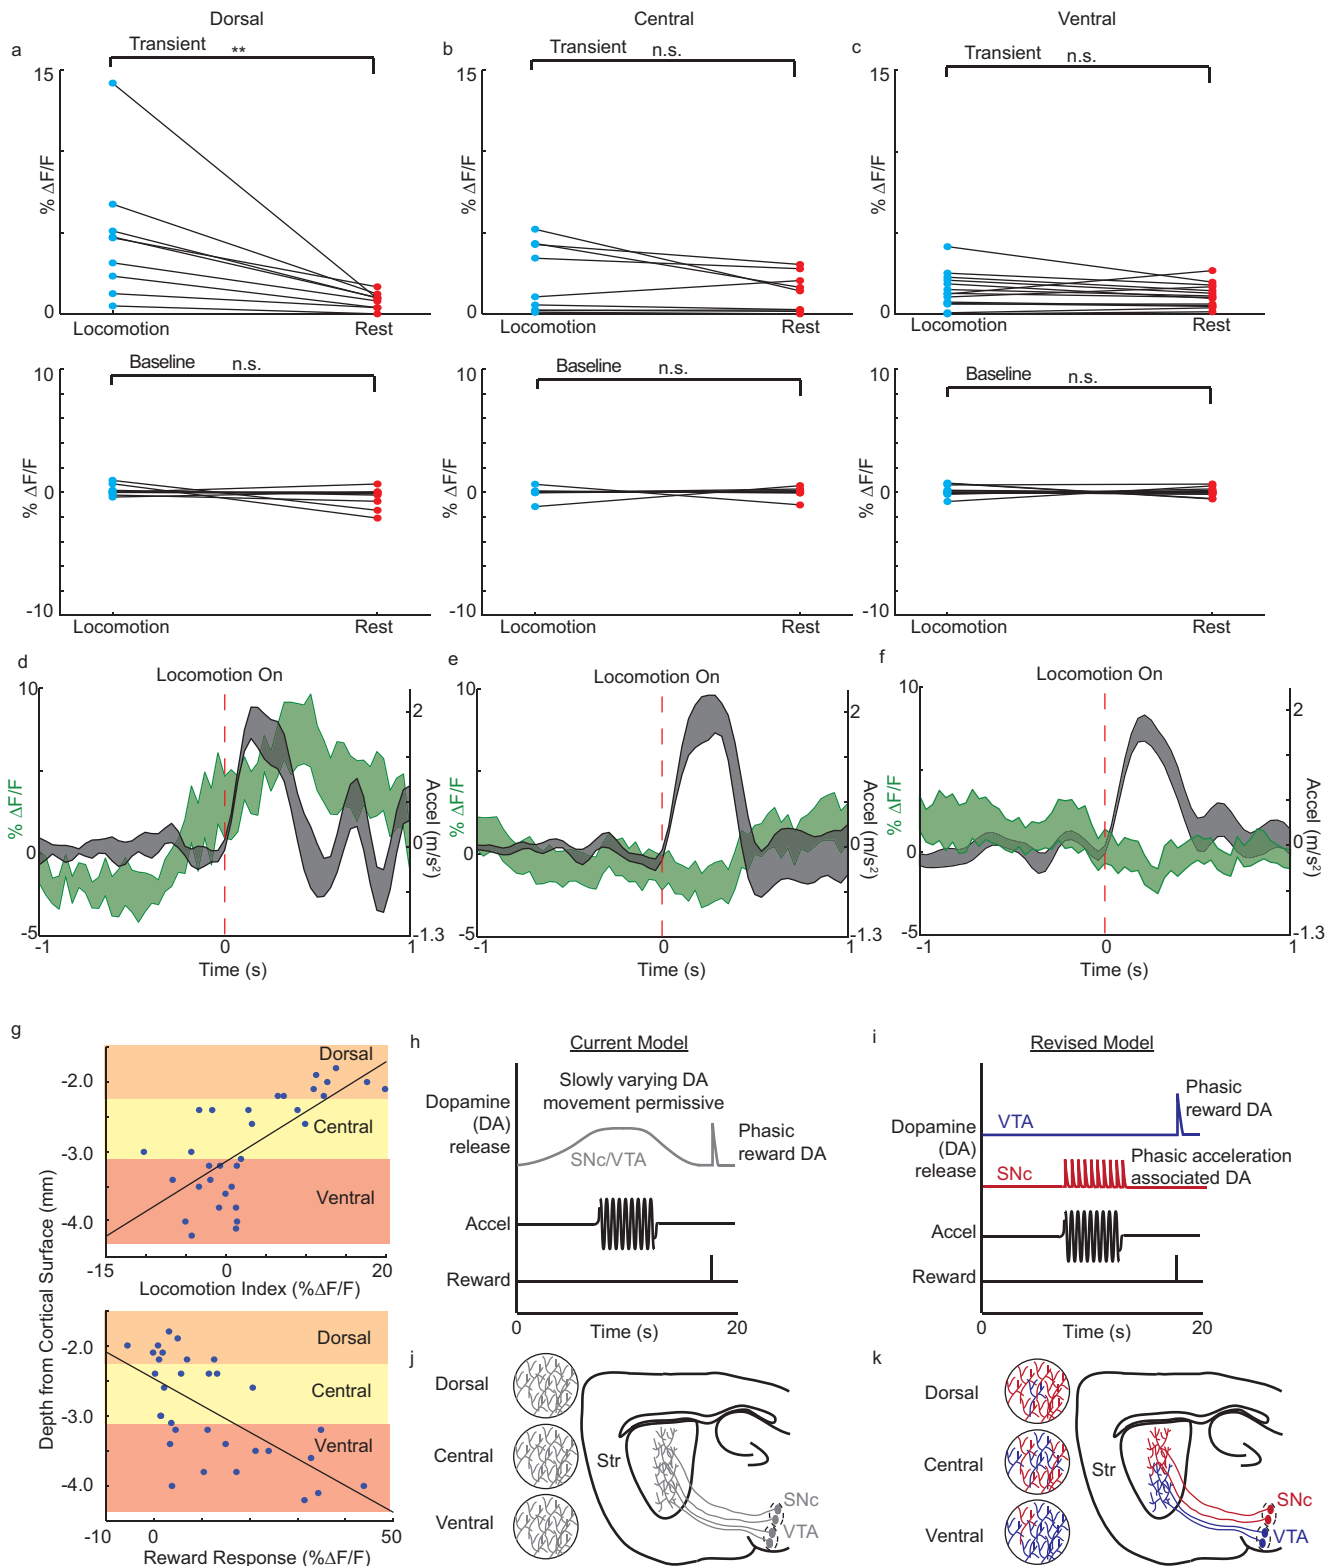 Dorsal
Central
Ventral
a
Transient
**
15
% ΔF/F
0
Locomotion
Rest
b
Transient
n.s.
15
% ΔF/F
0
Locomotion
Rest
c
Transient
n.s.
15
% ΔF/F
0
Locomotion
Rest
Baseline
n.s.
10
% ΔF/F
0
-10
Locomotion
Rest
Baseline
n.s.
10
% ΔF/F
0
-10
Locomotion
Rest
Baseline
n.s.
10
% ΔF/F
0
-10
Locomotion
Rest
d
Locomotion On
10
% ΔF/F
0
-5
2
0
-1.3
Accel (m/s²)
-1
0
1
Time (s)
e
Locomotion On
10
% ΔF/F
0
-5
2
0
-1.3
Accel (m/s²)
-1
0
1
Time (s)
f
Locomotion On
10
% ΔF/F
0
-5
2
0
-1.3
Accel (m/s²)
-1
0
1
Time (s)
g
Depth from Cortical Surface (mm)
Dorsal
Central
Ventral
-2.0
-3.0
-4.0
-15
0
20
Locomotion Index (%ΔF/F)
Dorsal
Central
Ventral
-2.0
-3.0
-4.0
-10
0
50
Reward Response (%ΔF/F)
h
Current Model
Slowly varying DA
movement permissive
Dopamine
(DA)
release
SNc/VTA
Phasic
reward DA
Accel
Reward
0
20
Time (s)
i
Revised Model
Phasic
reward DA
VTA
Dopamine
(DA)
release
SNc
Phasic acceleration
associated DA
Accel
Reward
0
20
Time (s)
j
Dorsal
Central
Ventral
Str
SNc
VTA
k
Dorsal
Central
Ventral
Str
SNc
VTA